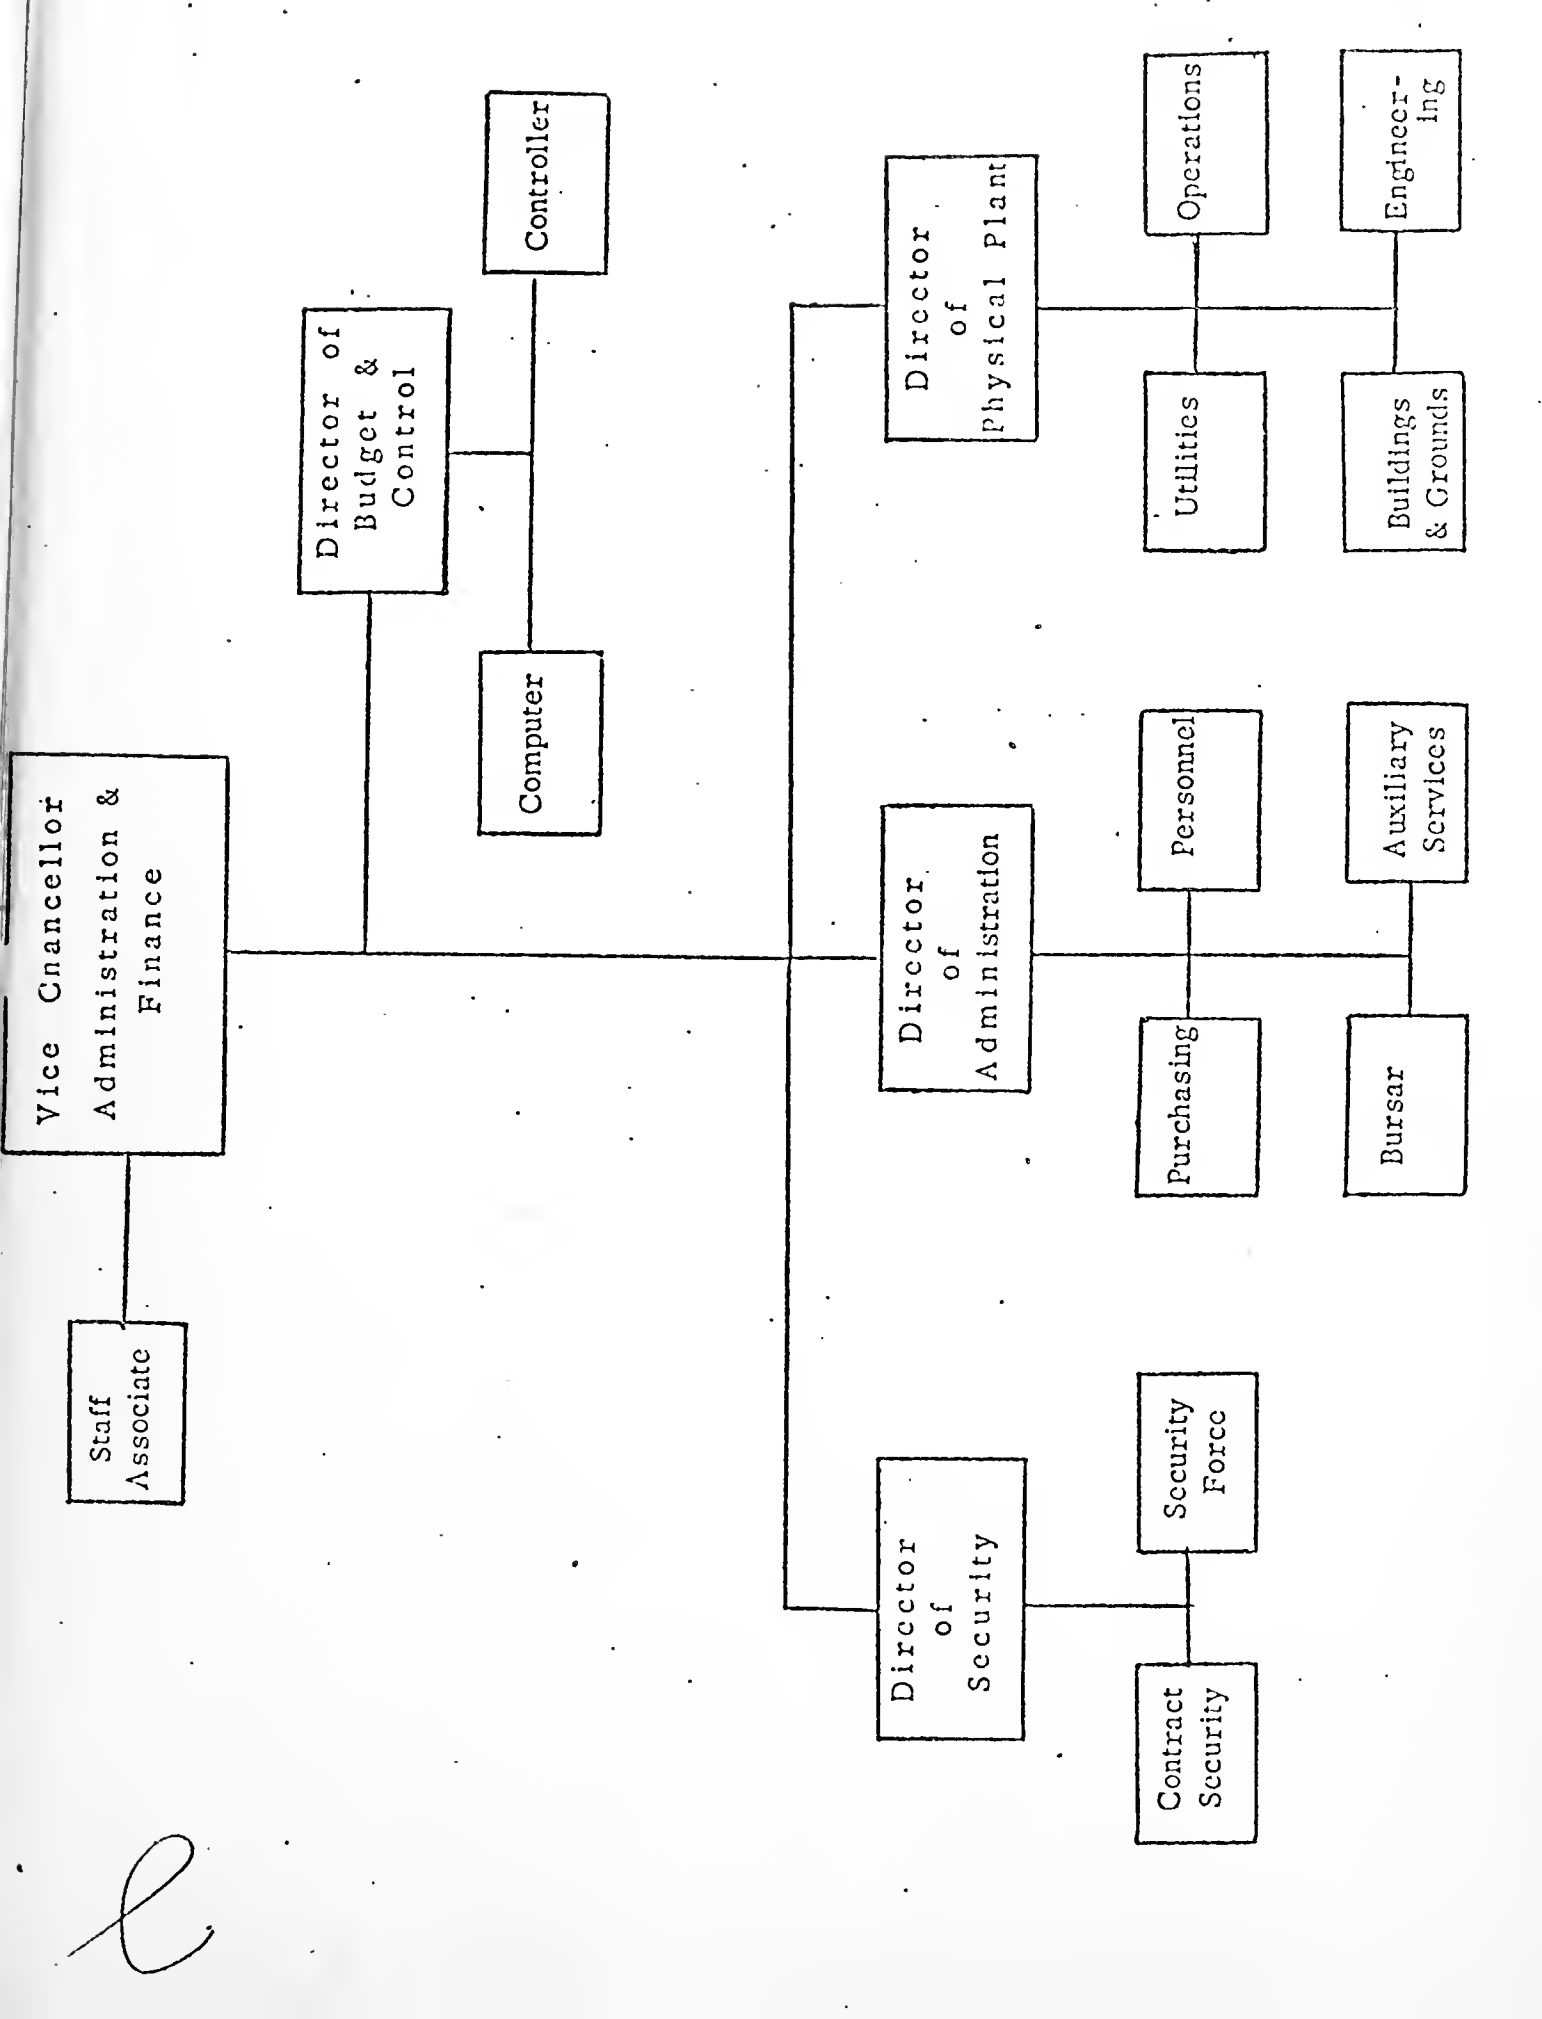 Vice Cnancellor
Administration &
Finance
Staff
Associate
Director of
Budget &
Control
Computer
Controller
Director
of
Security
Director
of
Administration
Director
of
Physical Plant
Contract
Security
Security
Force
Purchasing
Personnel
Utilities
Operations
Bursar
Auxiliary
Services
Buildings
& Grounds
Engineer-
ing